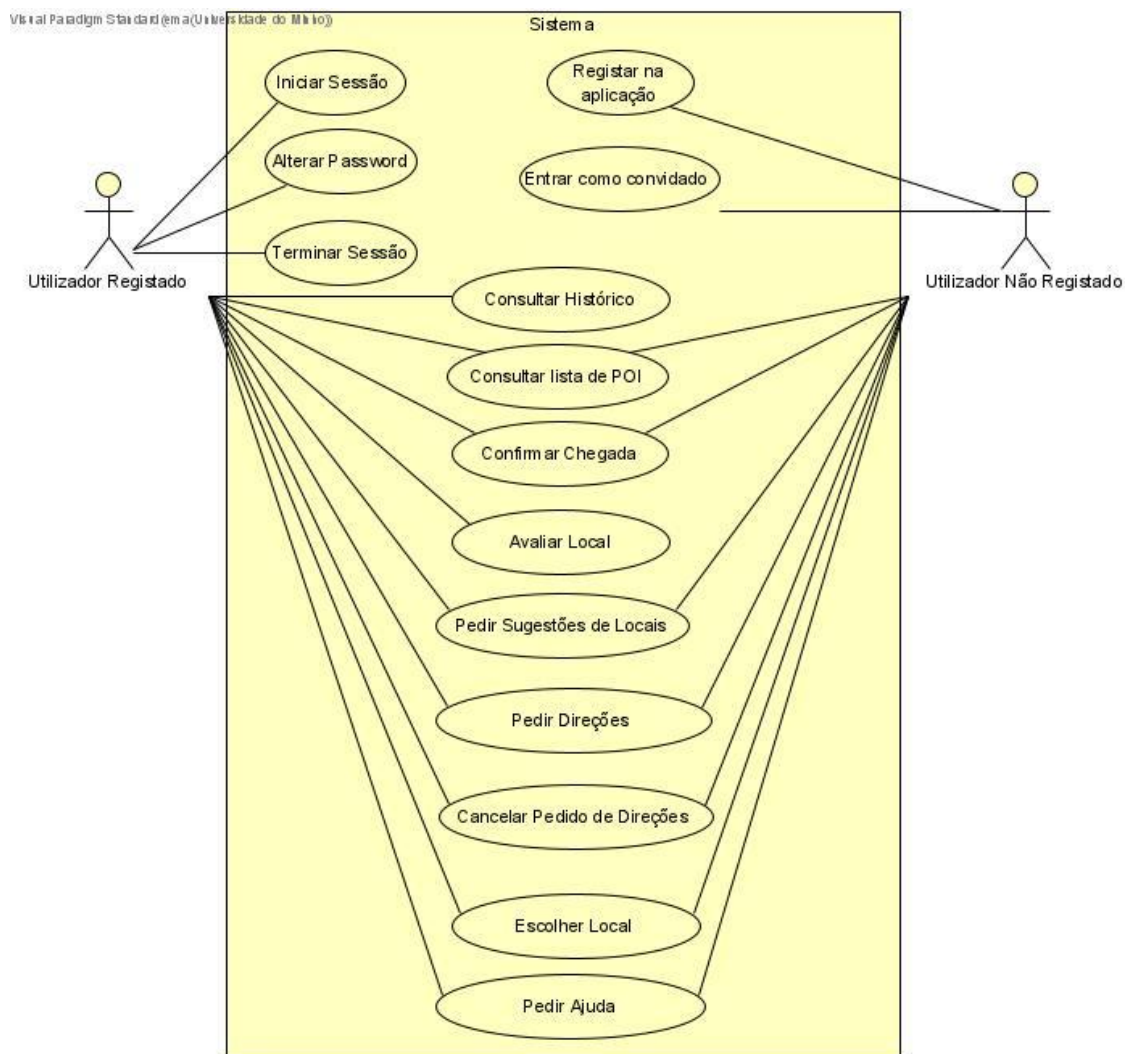 Visual Paradigm Standard(ema(Universidade do Minho))
Sistema
Iniciar Sessão
Registar na
aplicação
Alterar Password
Entrar como convidado
Terminar Sessão
Utilizador Registado
Utilizador Não Registado
Consultar Histórico
Consultar lista de POI
Confirmar Chegada
Avaliar Local
Pedir Sugestões de Locais
Pedir Direções
Cancelar Pedido de Direções
Escolher Local
Pedir Ajuda